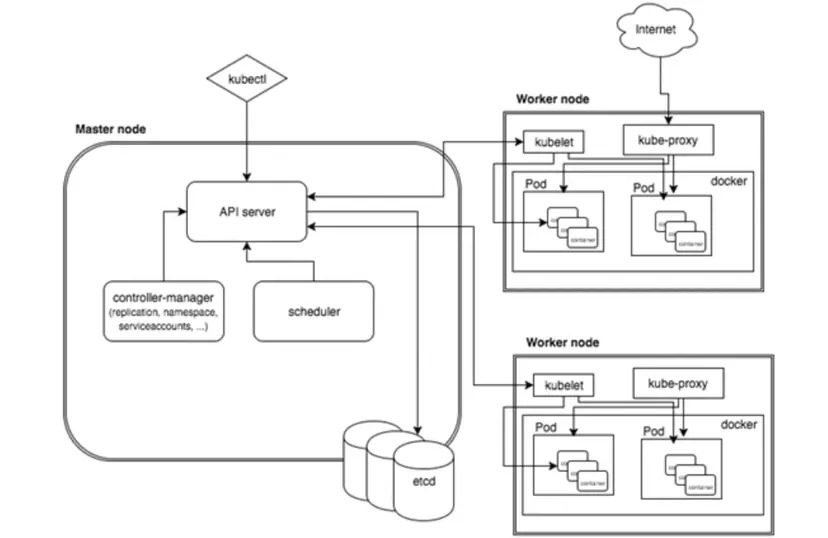 Internet
kubectl
Master node
API server
controller-manager
(replication, namespace,
serviceaccounts, ...)
scheduler
etcd
Worker node
kubelet
kube-proxy
docker
Pod
container
Pod
container
Worker node
kubelet
kube-proxy
docker
Pod
container
Pod
container